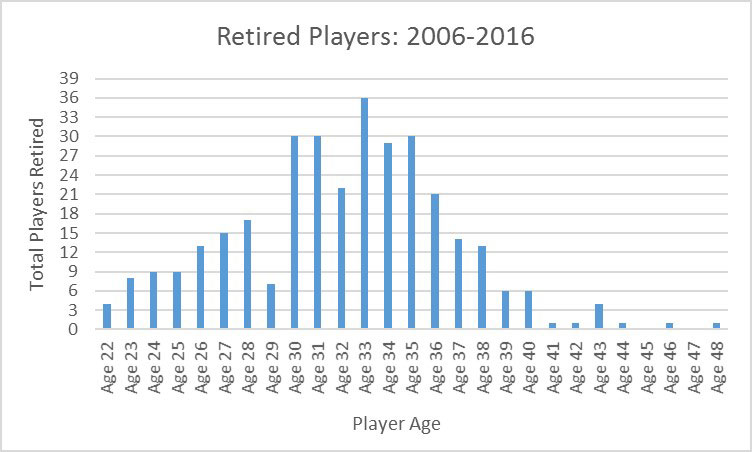 Retired Players: 2006-2016
Total Players Retired
39
36
33
30
27
24
21
18
15
12
9
6
3
0
Age 22
Age 23
Age 24
Age 25
Age 26
Age 27
Age 28
Age 29
Age 30
Age 31
Age 32
Age 33
Age 34
Age 35
Age 36
Age 37
Age 38
Age 39
Age 40
Age 41
Age 42
Age 43
Age 44
Age 45
Age 46
Age 47
Age 48
Player Age